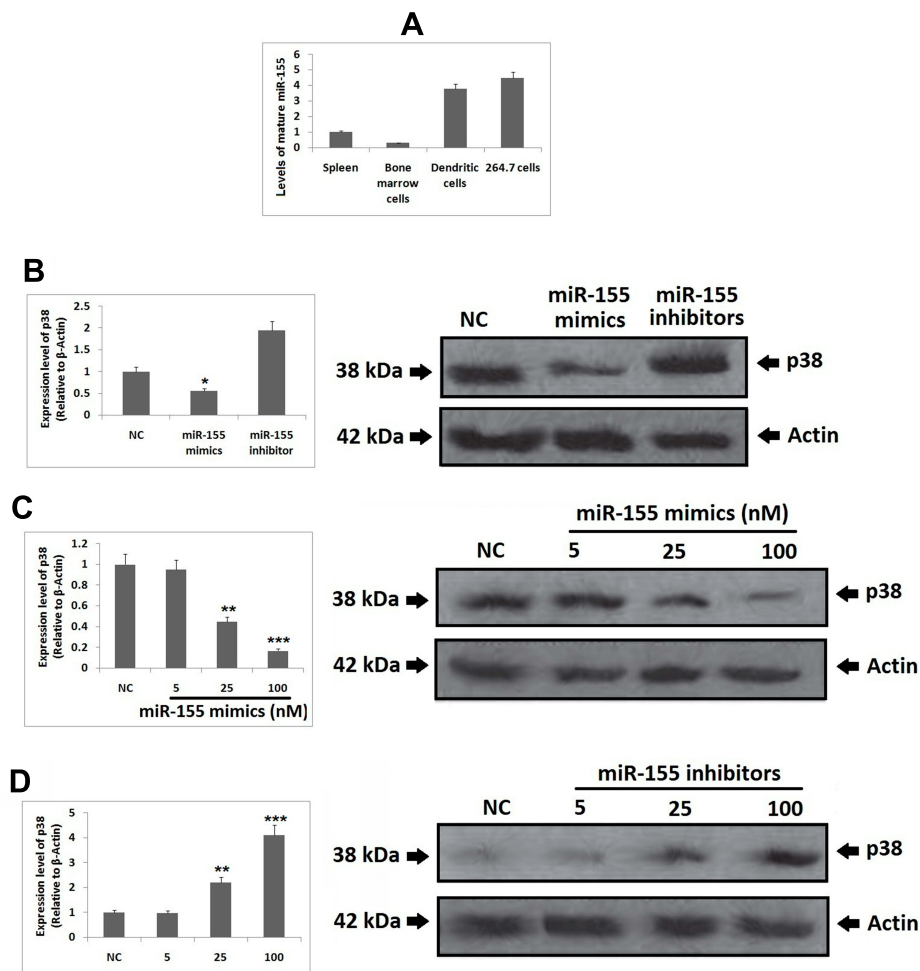 A
Levels of mature miR-155
6
5
4
3
2
1
0
Spleen
Bone
marrow
cells
Dendritic
cells
264.7 cells
B
Expression level of p38
(Relative to β-Actin)
2.5
2
1.5
1
0.5
0
*
NC
miR-155
mimics
miR-155
inhibitor
NC
miR-155
mimics
miR-155
inhibitors
38 kDa
p38
42 kDa
Actin
C
Expression level of p38
(Relative to β-Actin)
1.2
1
0.8
0.6
0.4
0.2
0
**
***
NC 5 25 100
miR-155 mimics (nM)
miR-155 mimics (nM)
NC 5 25 100
38 kDa
p38
42 kDa
Actin
D
Expression level of p38
(Relative to β-Actin)
5
4
3
2
1
0
**
***
NC 5 25 100
miR-155 inhibitors
NC 5 25 100
38 kDa
p38
42 kDa
Actin